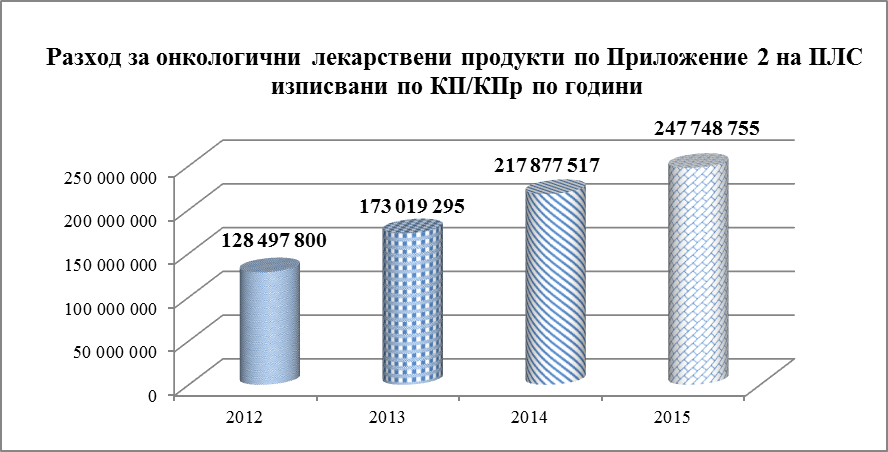 Разход за онкологични лекарствени продукти по Приложение 2 на ПЛС
изписвани по КП/КПр по години
247 748 755
217 877 517
173 019 295
128 497 800
250 000 000
200 000 000
150 000 000
100 000 000
50 000 000
0
2012
2013
2014
2015